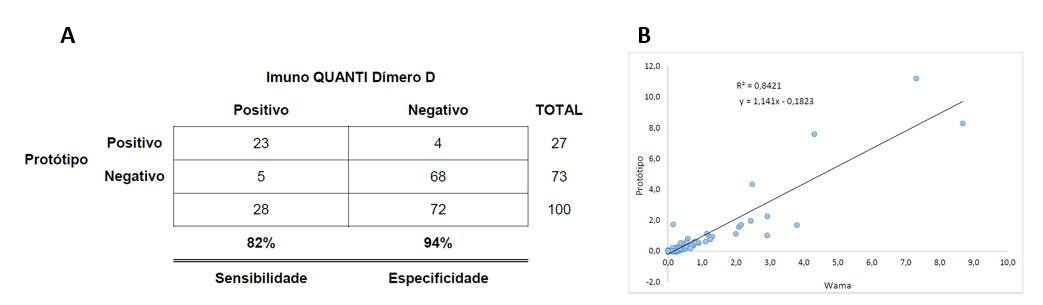 A
Imuno QUANTI Dímero D
Positivo Negativo TOTAL
Protótipo
Positivo 23 4 27
Negativo 5 68 73
28 72 100
82% 94%
Sensibilidade Especificidade
B
12,0
10,0
8,0
6,0
4,0
2,0
0,0
-2,0
Protótipo
R² = 0,8421
y = 1,141x - 0,1823
0,0 1,0 2,0 3,0 4,0 5,0 6,0 7,0 8,0 9,0 10,0
Wama